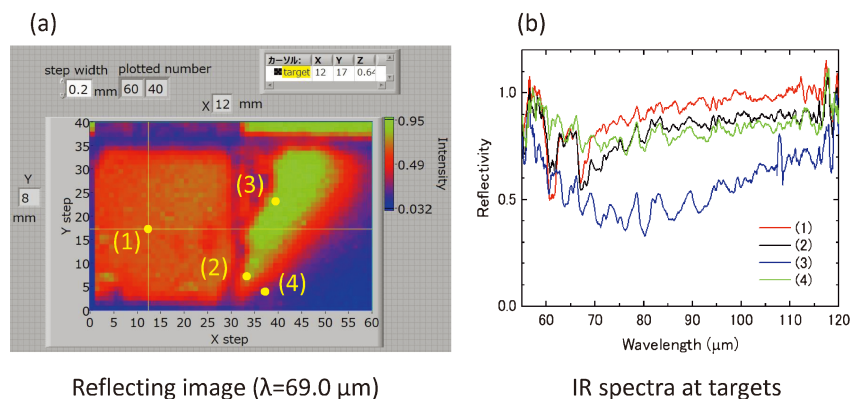 (a)
(b)
カーソル: X Y Z
target 12 17 0.64
step width plotted number
0.2 mm 60 40
X 12 mm
Y
8
mm
40
35
30
25
20
15
10
5
0
Y step
0 5 10 15 20 25 30 35 40 45 50 55 60
X step
(1)
(2)
(3)
(4)
0.95
0.49
0.032
Intensity
Reflecting image (λ=69.0 μm)
1.0
0.5
0.0
Reflectivity
60 70 80 90 100 110 120
Wavelength (μm)
(1)
(2)
(3)
(4)
IR spectra at targets